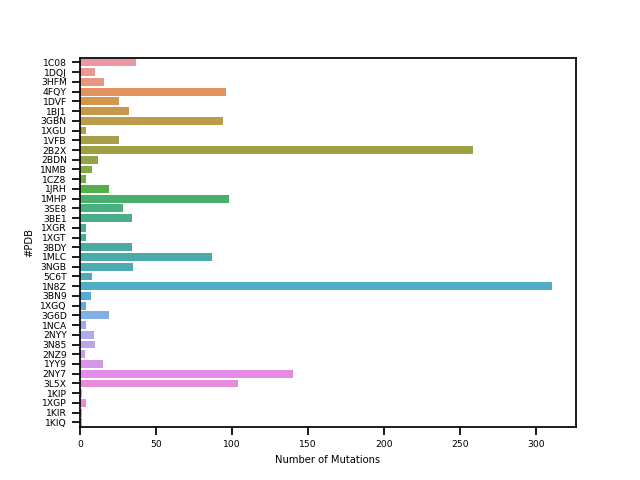 1C08
1DQJ
3HFM
4FQY
1DVF
1BJ1
3GBN
1XGU
1VFB
2B2X
2BDN
1NMB
1CZ8
1JRH
1MHP
3SE8
3BE1
1XGR
1XGT
3BDY
1MLC
3NGB
5C6T
1N8Z
3BN9
1XGQ
3G6D
1NCA
2NYY
3N85
2NZ9
1YY9
2NY7
3L5X
1KIP
1XGP
1KIR
1KIQ
#PDB
0 50 100 150 200 250 300
Number of Mutations